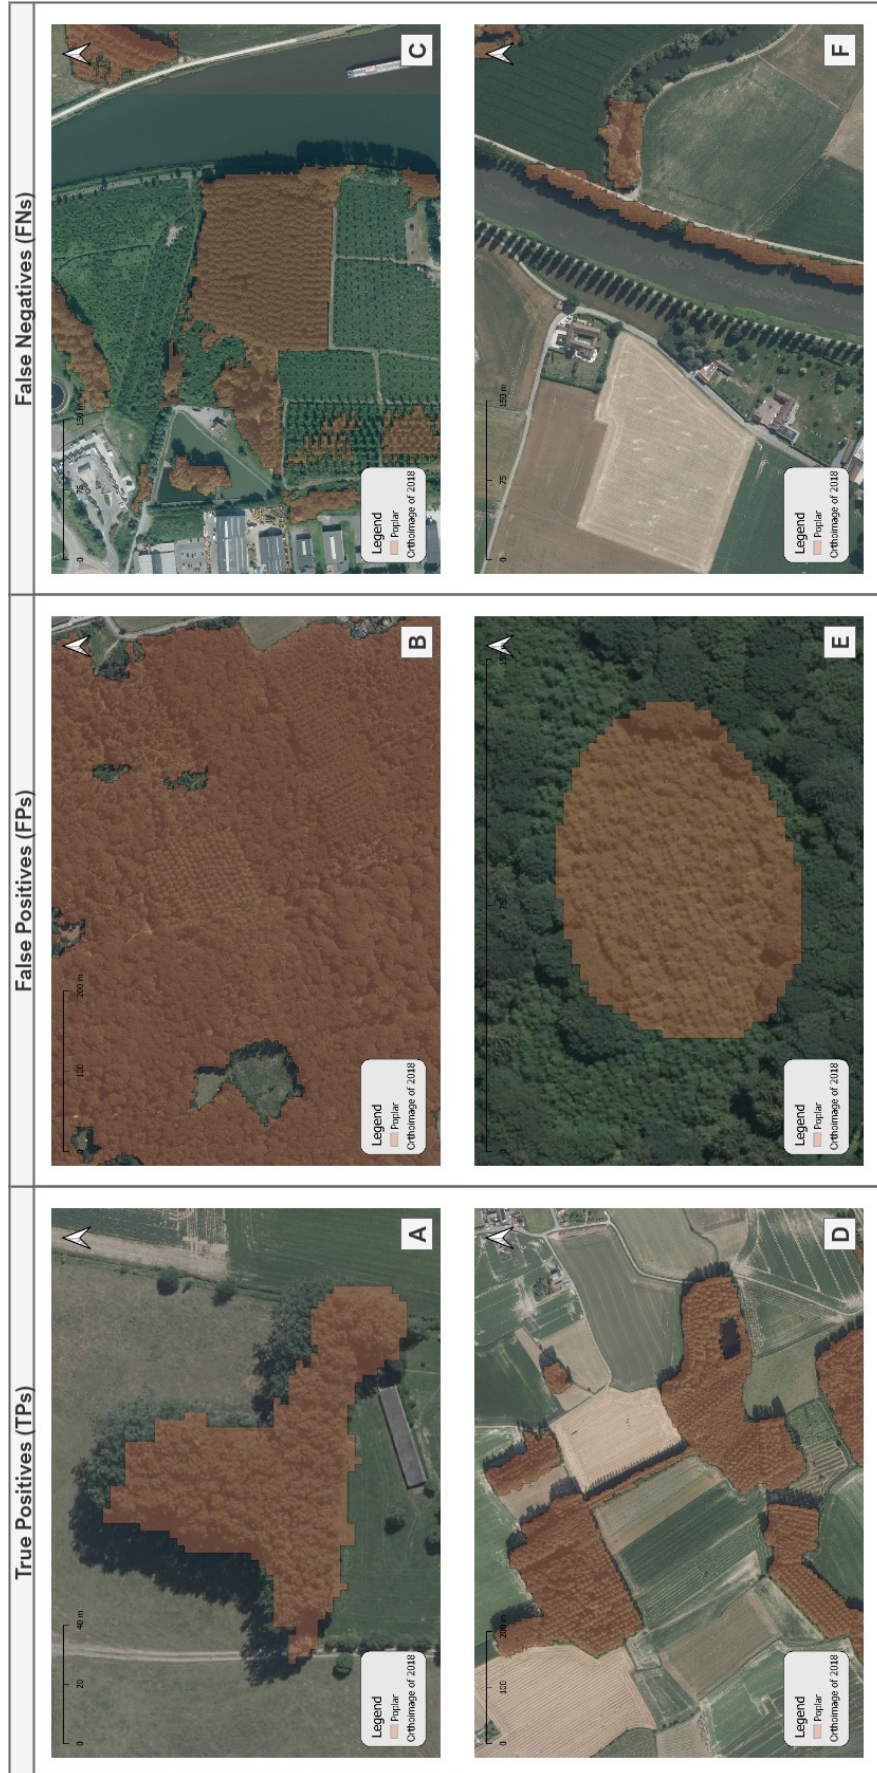 True Positives (TPs)
False Positives (FPs)
False Negatives (FNs)
0 20 40 m
A
Legend
Poplar
Orthoimage of 2018
0 100 200 m
B
Legend
Poplar
Orthoimage of 2018
0 75 150 m
C
Legend
Poplar
Orthoimage of 2018
0 100 200 m
D
Legend
Poplar
Orthoimage of 2018
0 75
E
Legend
Poplar
Orthoimage of 2018
0 75 150 m
F
Legend
Poplar
Orthoimage of 2018